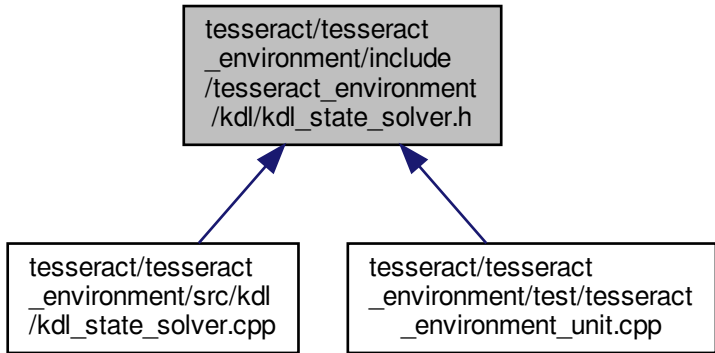 tesseract/tesseract
_environment/include
/tesseract_environment
/kdl/kdl_state_solver.h
tesseract/tesseract
_environment/src/kdl
/kdl_state_solver.cpp
tesseract/tesseract
_environment/test/tesseract
_environment_unit.cpp